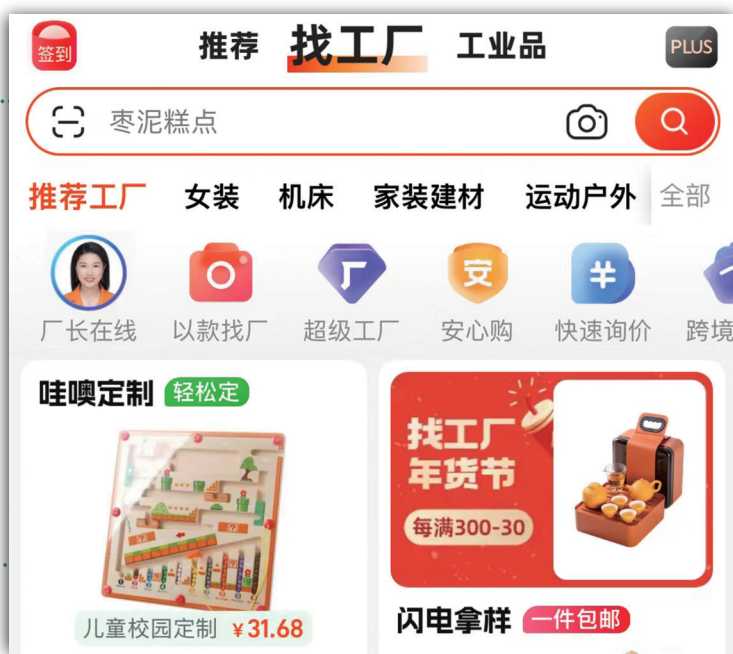 签到
推荐 找工厂 工业品
PLUS
枣泥糕点
推荐工厂 女装 机床 家装建材 运动户外 全部
厂
安
厂长在线 以款找厂 超级工厂 安心购 快速询价 跨境
哇噢定制 轻松定
找工厂
年货节
每满300-30
儿童校园定制 ¥31.68
闪电拿样 一件包邮